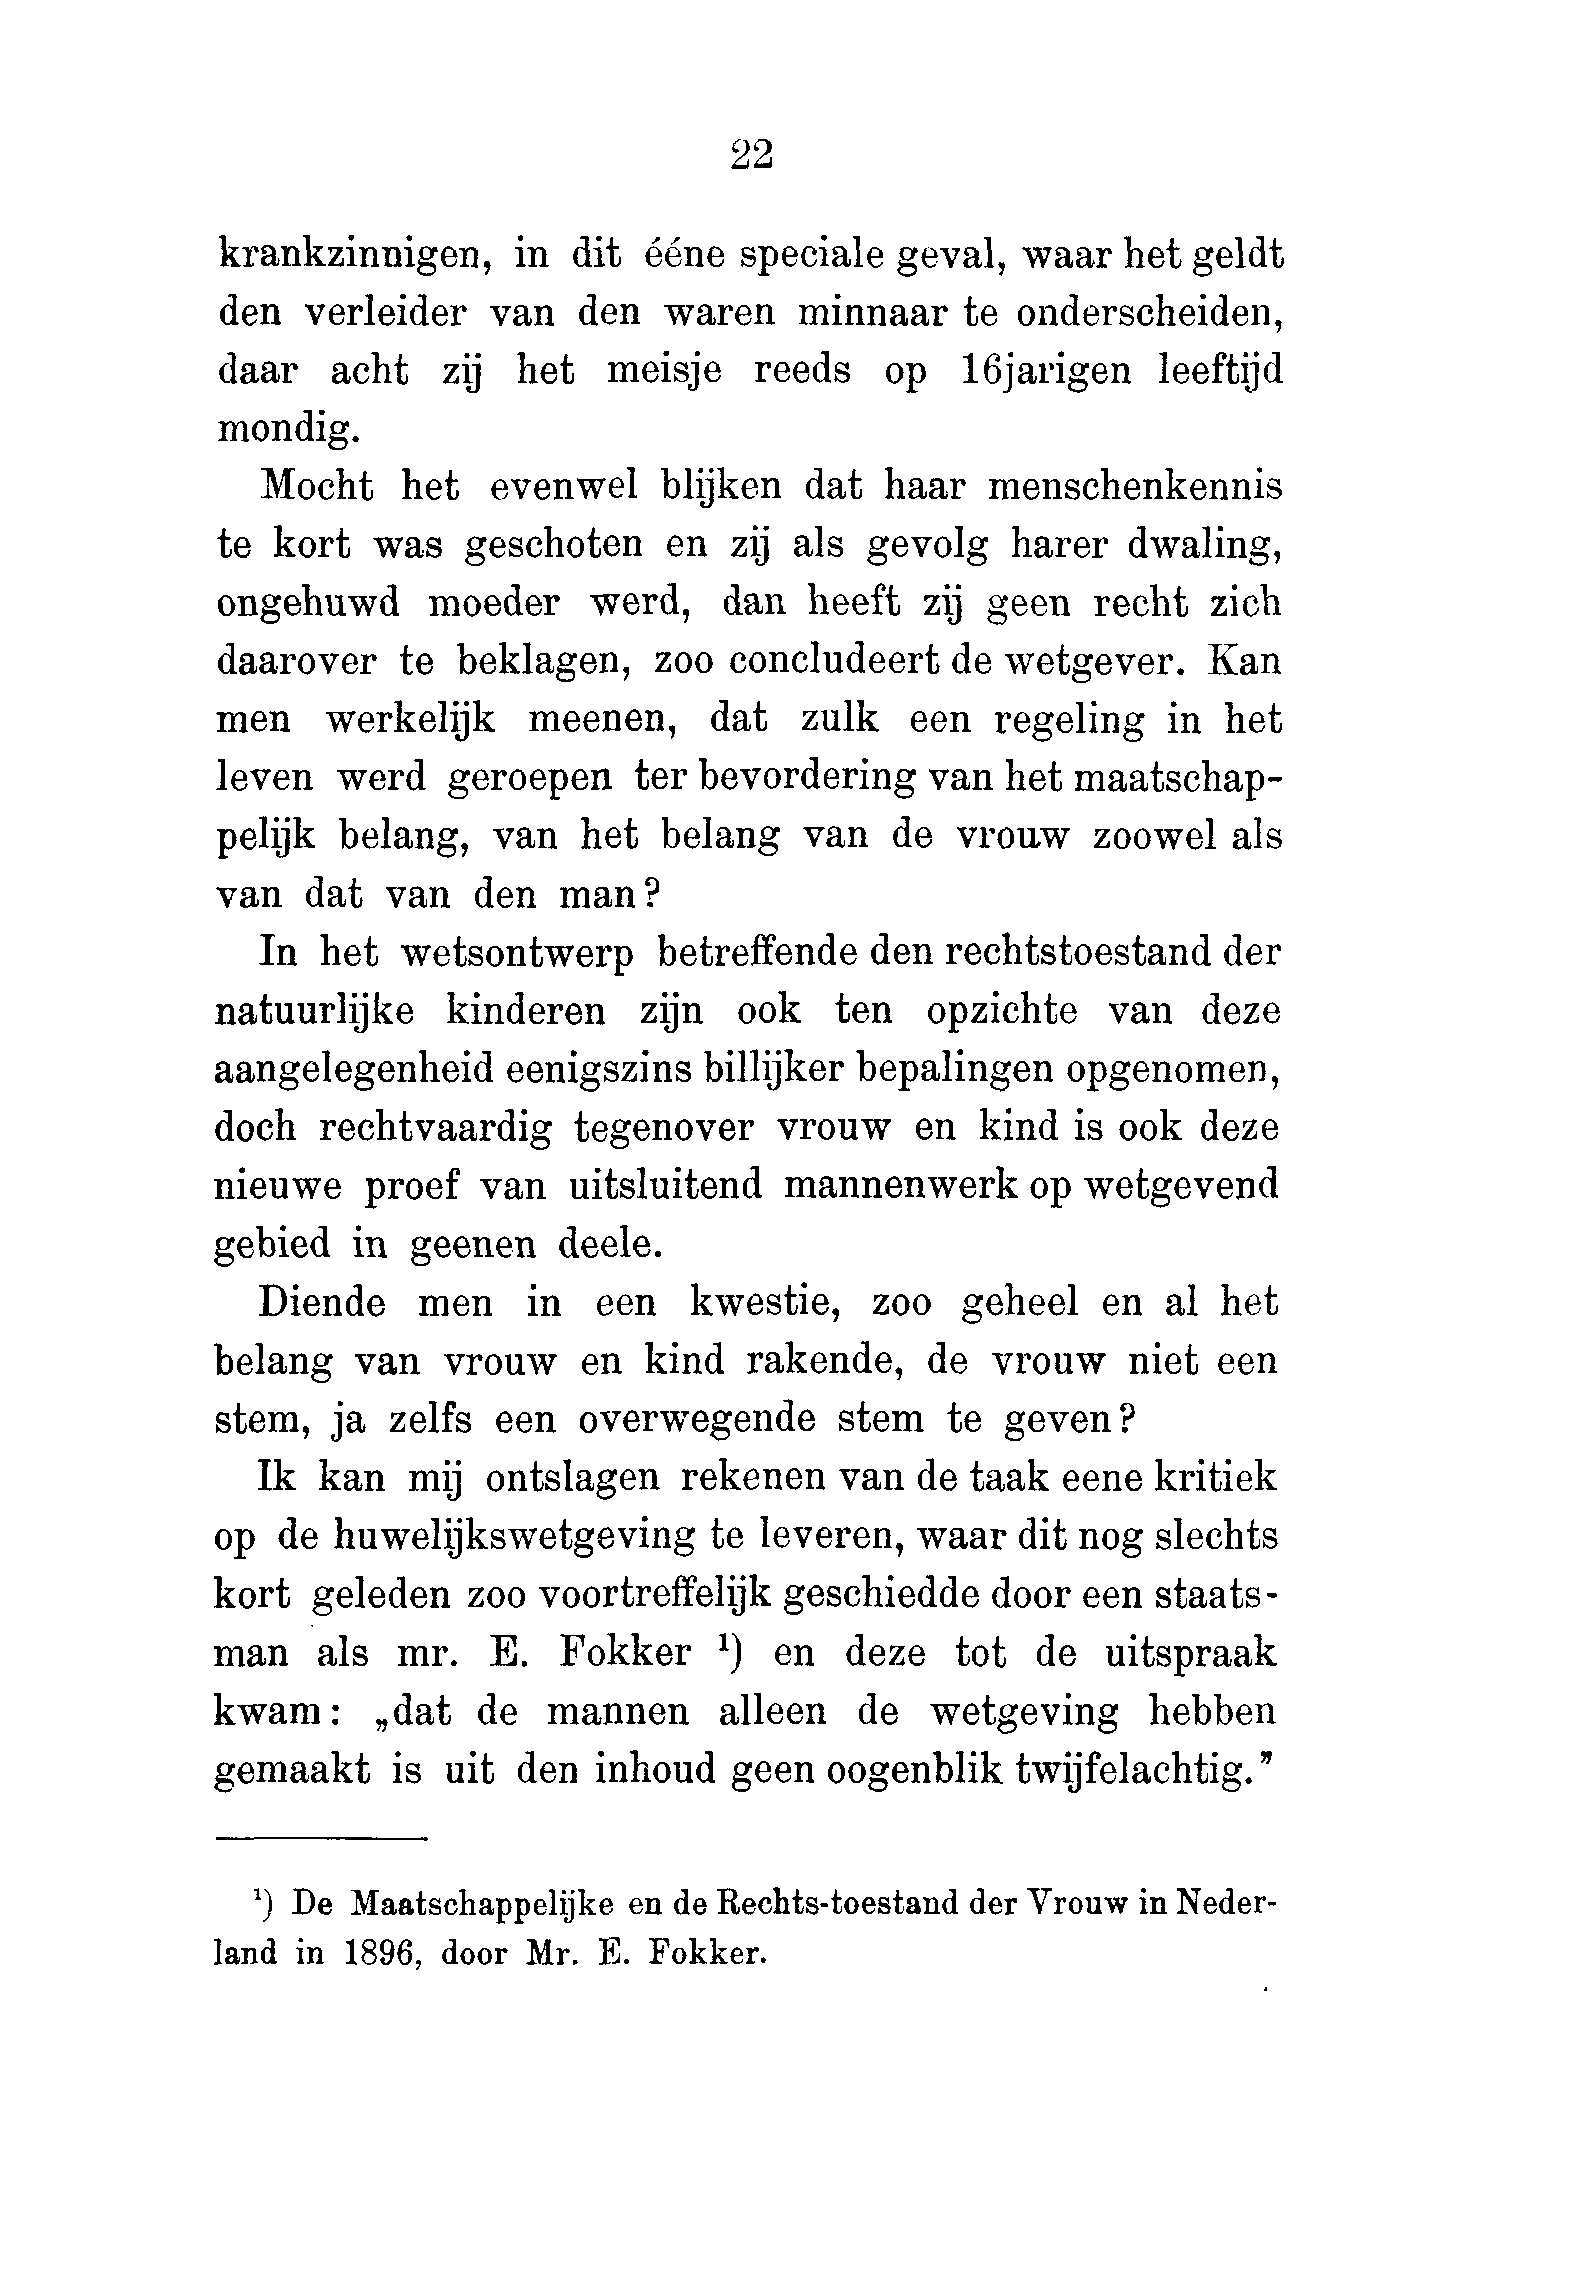 22
krankzinnigen, in dit ééne speciale geval, waar het geldt
den verleider van den waren minnaar te onderscheiden,
daar acht zij het meisje reeds op 16jarigen leeftijd
mondig.
Mocht het evenwel blijken dat haar menschenkennis
te kort was geschoten en zij als gevolg harer dwaling,
ongehuwd moeder werd, dan heeft zij geen recht zich
daarover te beklagen, zoo concludeert de wetgever. Kan
men werkelijk meenen, dat zulk een regeling in het
leven werd geroepen ter bevordering van het maatschap-
pelijk belang, van het belang van de vrouw zoowel als
van dat van den man?
In het wetsontwerp betreffende den rechtstoestand der
natuurlijke kinderen zijn ook ten opzichte van deze
aangelegenheid eenigszins billijker bepalingen opgenomen,
doch rechtvaardig tegenover vrouw en kind is ook deze
nieuwe proef van uitsluitend mannenwerk op wetgevend
gebied in geenen deele.
Diende men in een kwestie, zoo geheel en al het
belang van vrouw en kind rakende, de vrouw niet een
stem, ja zelfs een overwegende stem te geven?
Ik kan mij ontslagen rekenen van de taak eene kritiek
op de huwelijkswetgeving te leveren, waar dit nog slechts
kort geleden zoo voortreffelijk geschiedde door een staats-
man als mr. E. Fokker ¹) en deze tot de uitspraak
kwam: „dat de mannen alleen de wetgeving hebben
gemaakt is uit den inhoud geen oogenblik twijfelachtig.”
¹) De Maatschappelijke en de Rechts-toestand der Vrouw in Neder-
land in 1896, door Mr. E. Fokker.